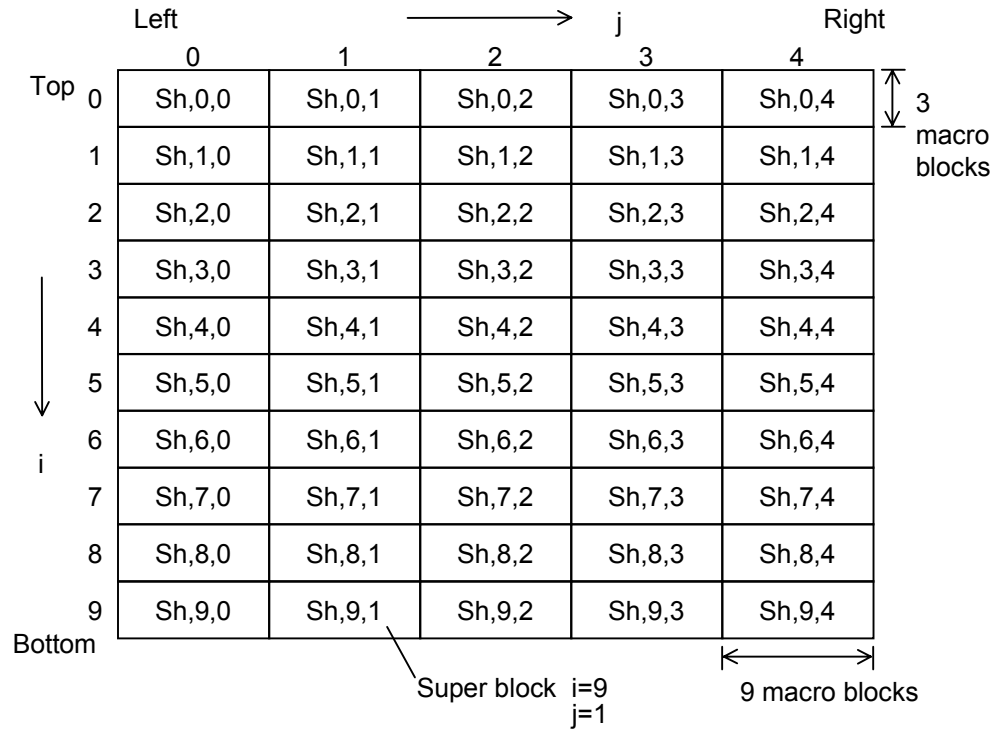 Left j Right
0 1 2 3 4
Top 0 Sh,0,0 Sh,0,1 Sh,0,2 Sh,0,3 Sh,0,4 3
macro
blocks
1 Sh,1,0 Sh,1,1 Sh,1,2 Sh,1,3 Sh,1,4
2 Sh,2,0 Sh,2,1 Sh,2,2 Sh,2,3 Sh,2,4
3 Sh,3,0 Sh,3,1 Sh,3,2 Sh,3,3 Sh,3,4
4 Sh,4,0 Sh,4,1 Sh,4,2 Sh,4,3 Sh,4,4
5 Sh,5,0 Sh,5,1 Sh,5,2 Sh,5,3 Sh,5,4
6 Sh,6,0 Sh,6,1 Sh,6,2 Sh,6,3 Sh,6,4
i
7 Sh,7,0 Sh,7,1 Sh,7,2 Sh,7,3 Sh,7,4
8 Sh,8,0 Sh,8,1 Sh,8,2 Sh,8,3 Sh,8,4
9 Sh,9,0 Sh,9,1 Sh,9,2 Sh,9,3 Sh,9,4
Bottom
Super block i=9
j=1
9 macro blocks